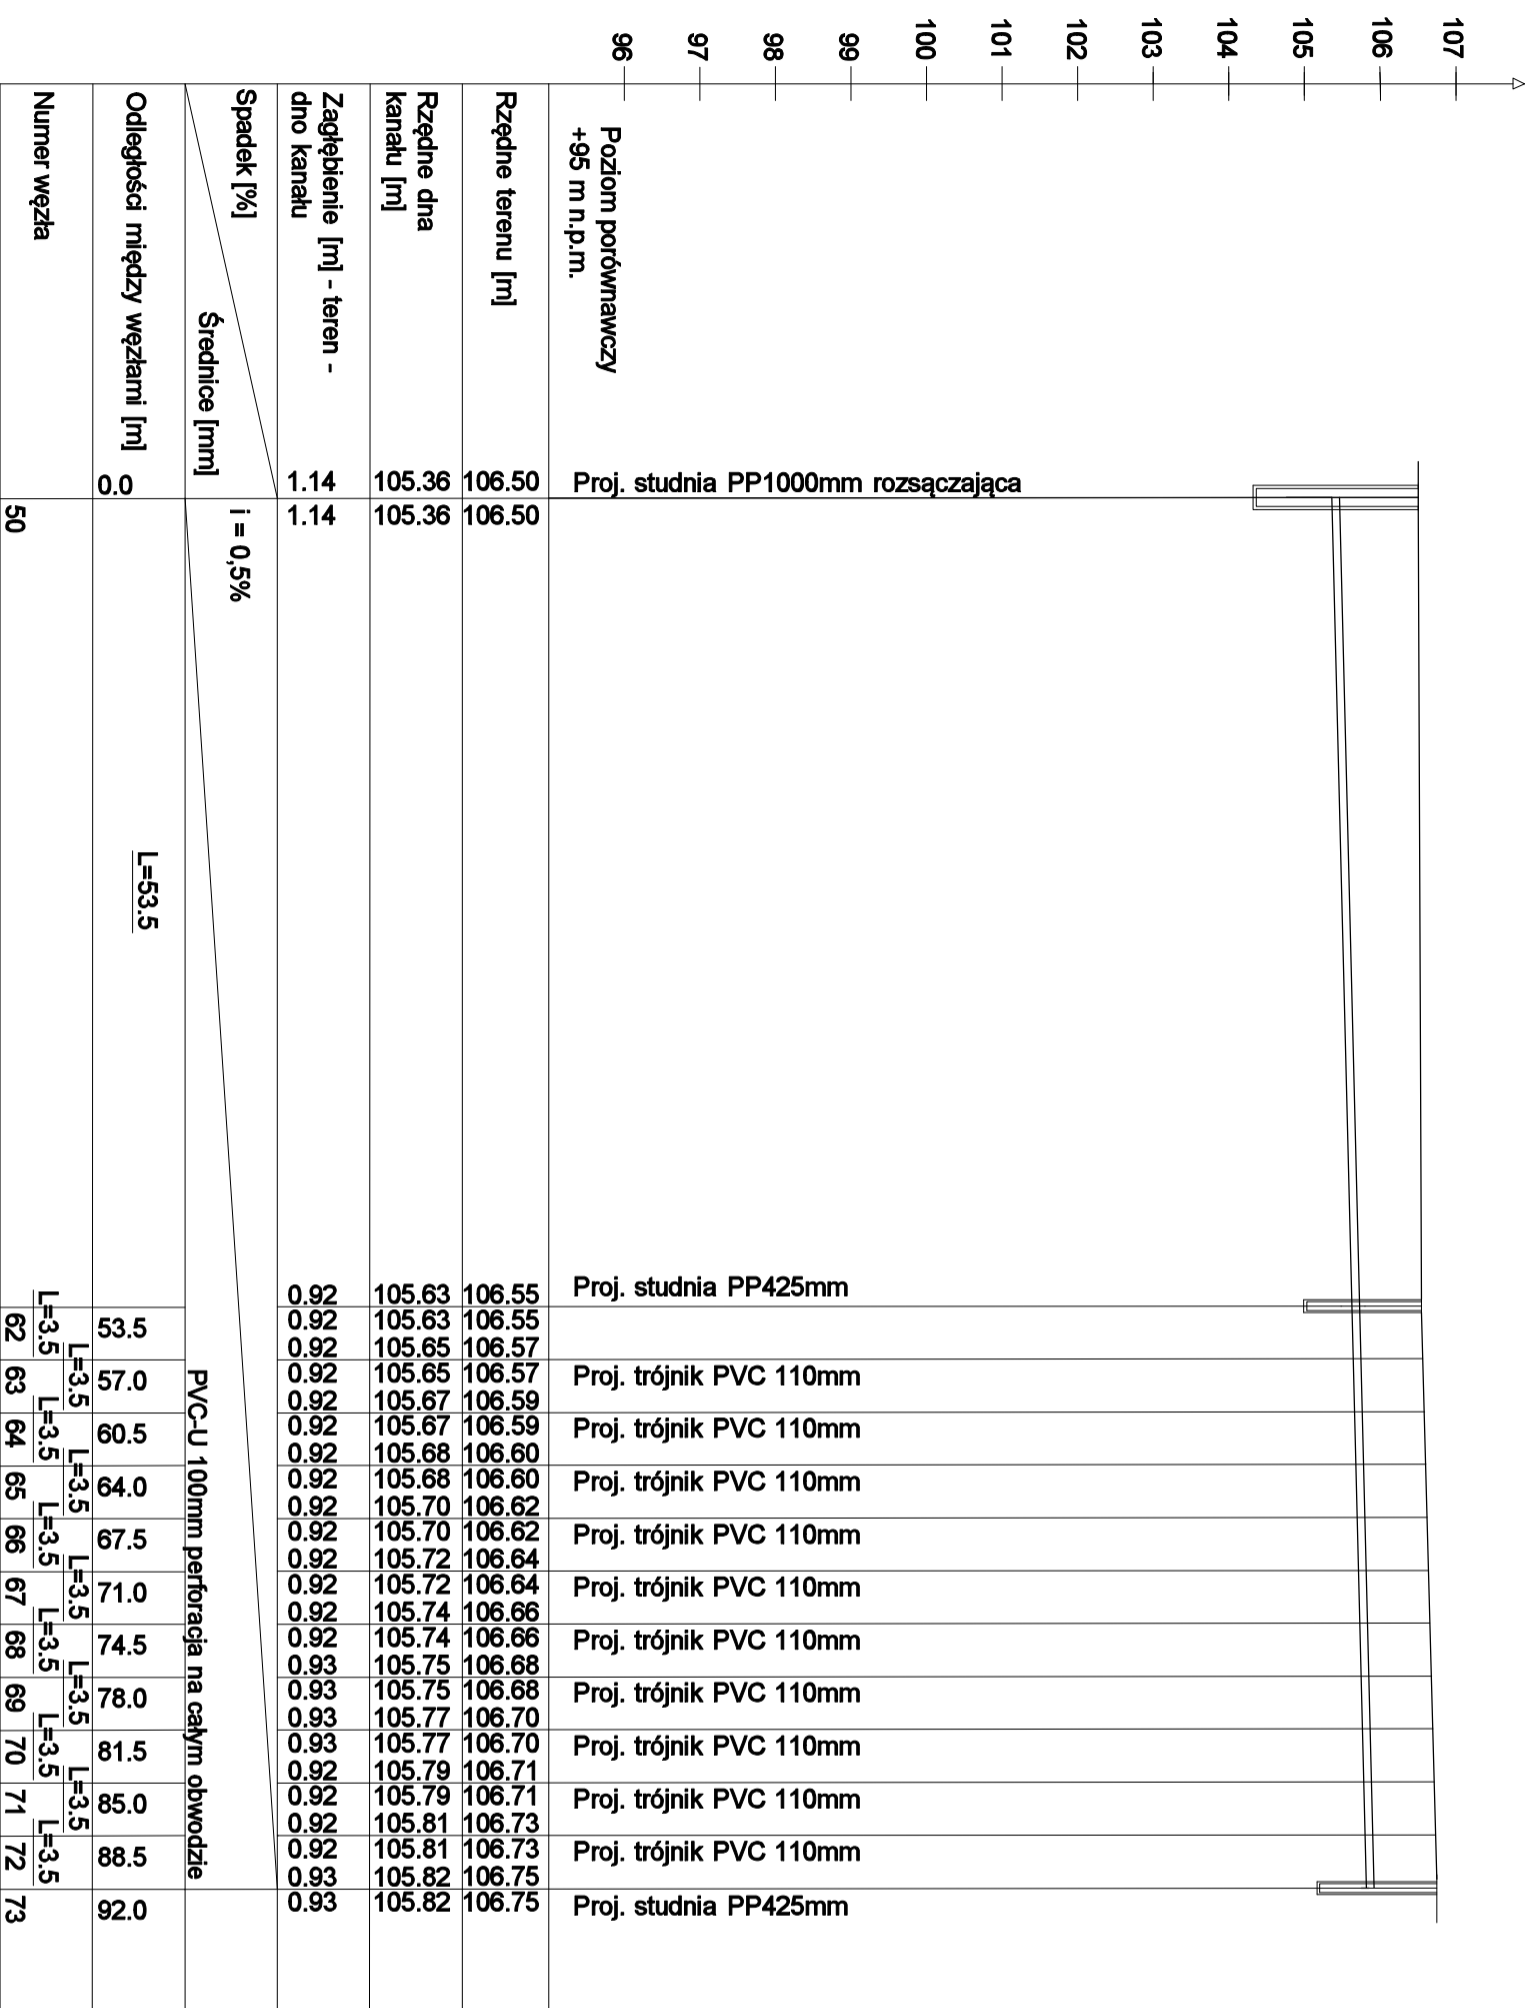 107
106
105
104
103
102
101
100
99
98
97
96
Poziom porównawczy
+95 m n.p.m.
Proj. studnia PP1000mm rozsączająca
Proj. studnia PP425mm
Proj. trójnik PVC 110mm
Proj. trójnik PVC 110mm
Proj. trójnik PVC 110mm
Proj. trójnik PVC 110mm
Proj. trójnik PVC 110mm
Proj. trójnik PVC 110mm
Proj. trójnik PVC 110mm
Proj. trójnik PVC 110mm
Proj. trójnik PVC 110mm
Proj. trójnik PVC 110mm
Proj. studnia PP425mm
Rzędne terenu [m]
106.50 106.50 106.55 106.55 106.57 106.57 106.59 106.59 106.60 106.60 106.62 106.62 106.64 106.64 106.66 106.66 106.68 106.68 106.70 106.70 106.71 106.71 106.73 106.73 106.75 106.75
Rzędne dna
kanału [m]
105.36 105.36 105.63 105.63 105.65 105.65 105.67 105.67 105.68 105.68 105.70 105.70 105.72 105.72 105.74 105.74 105.75 105.75 105.77 105.77 105.79 105.79 105.81 105.81 105.82 105.82
Zagłębienie [m] - teren -
dno kanału
1.14 1.14 0.92 0.92 0.92 0.92 0.92 0.92 0.92 0.92 0.92 0.92 0.92 0.92 0.92 0.92 0.93 0.93 0.93 0.93 0.92 0.92 0.92 0.92 0.93 0.93
Spadek [%]
Średnice [mm]
i = 0,5%
PVC-U 100mm perforacja na całym obwodzie
Odległości między węzłami [m]
0.0
L=53.5
53.5 57.0 60.5 64.0 67.5 71.0 74.5 78.0 81.5 85.0 88.5 92.0
L=3.5 L=3.5 L=3.5 L=3.5 L=3.5
L=3.5 L=3.5 L=3.5 L=3.5 L=3.5 L=3.5
Numer węzła
50 62 63 64 65 66 67 68 69 70 71 72 73